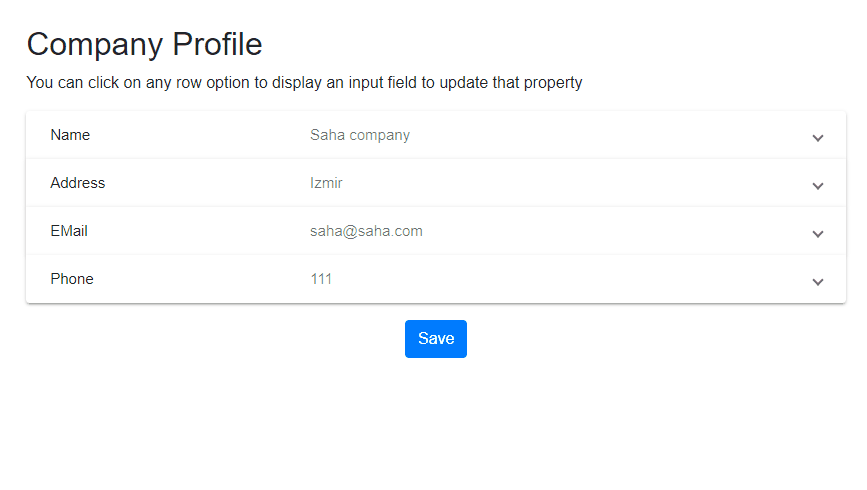 Company Profile
You can click on any row option to display an input field to update that property
Name Saha company
Address Izmir
EMail saha@saha.com
Phone 111
Save